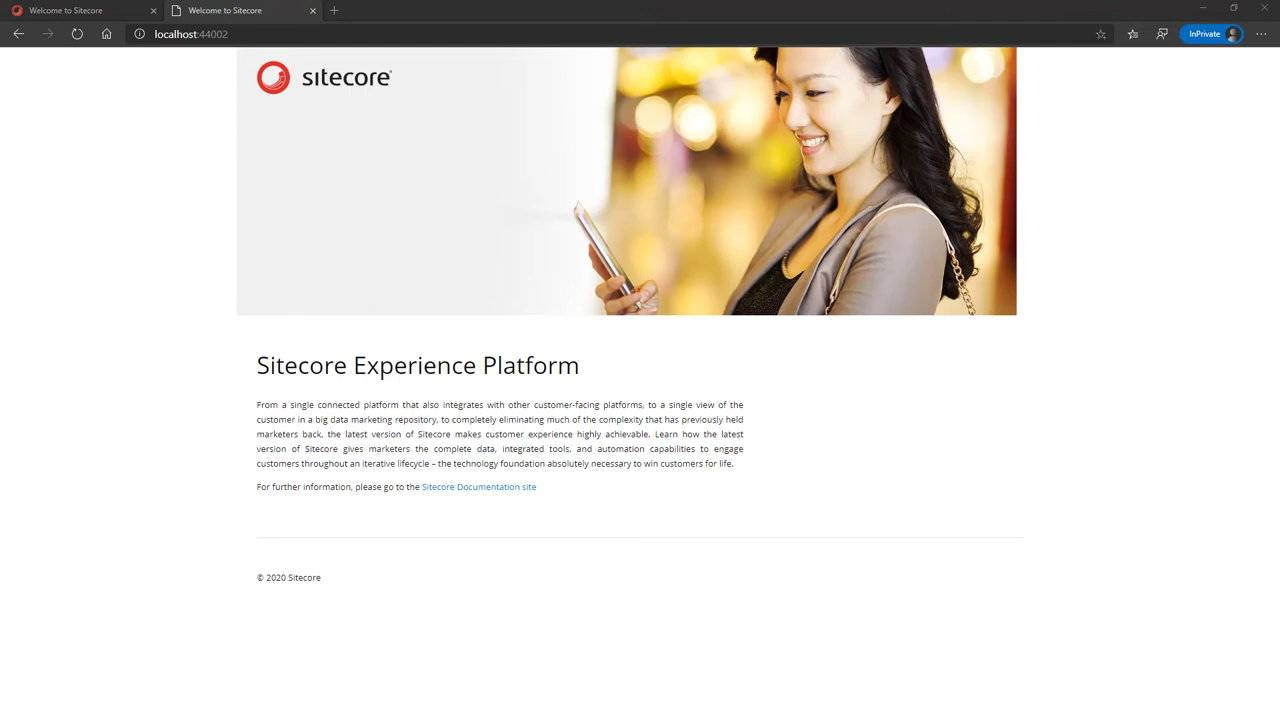 Welcome to Sitecore
Welcome to Sitecore
localhost:44002
InPrivate
sitecore
Sitecore Experience Platform
From a single connected platform that also integrates with other customer-facing platforms, to a single view of the
customer in a big data marketing repository, to completely eliminating much of the complexity that has previously held
marketers back, the latest version of Sitecore makes customer experience highly achievable. Learn how the latest
version of Sitecore gives marketers the complete data, integrated tools, and automation capabilities to engage
customers throughout an iterative lifecycle – the technology foundation absolutely necessary to win customers for life.
For further information, please go to the Sitecore Documentation site
© 2020 Sitecore